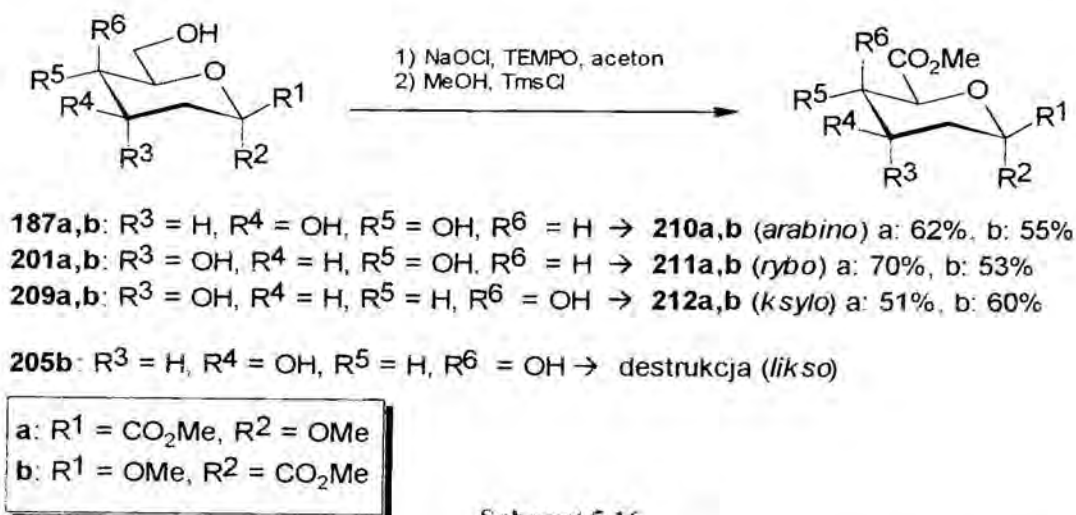 R⁶
OH
R⁵
O
R⁴
R¹
R³
R²
1) NaOCl, TEMPO, aceton
2) MeOH, TmsCl
R⁶
CO₂Me
R⁵
O
R⁴
R¹
R³
R²
187a,b: R³ = H, R⁴ = OH, R⁵ = OH, R⁶ = H → 210a,b (arabino) a: 62%, b: 55%
201a,b: R³ = OH, R⁴ = H, R⁵ = OH, R⁶ = H → 211a,b (rybo) a: 70%, b: 53%
209a,b: R³ = OH, R⁴ = H, R⁵ = H, R⁶ = OH → 212a,b (ksylo) a: 51%, b: 60%
205b: R³ = H, R⁴ = OH, R⁵ = H, R⁶ = OH → destrukcja (likso)
a: R¹ = CO₂Me, R² = OMe
b: R¹ = OMe, R² = CO₂Me